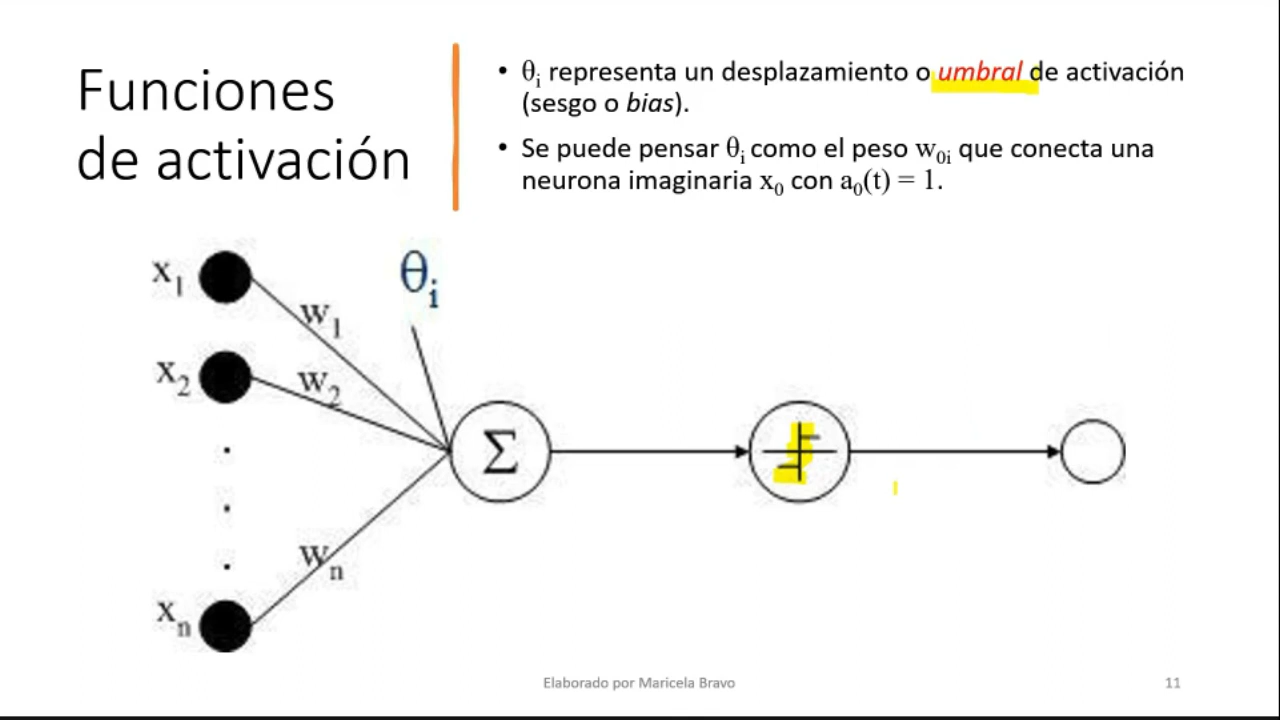 Funciones
de activación
• θi representa un desplazamiento o umbral de activación
(sesgo o bias).
• Se puede pensar θi como el peso w0i que conecta una
neurona imaginaria x0 con a0(t) = 1.
x1
θi
w1
x2
w2
Σ
wn
xn
Elaborado por Maricela Bravo
11